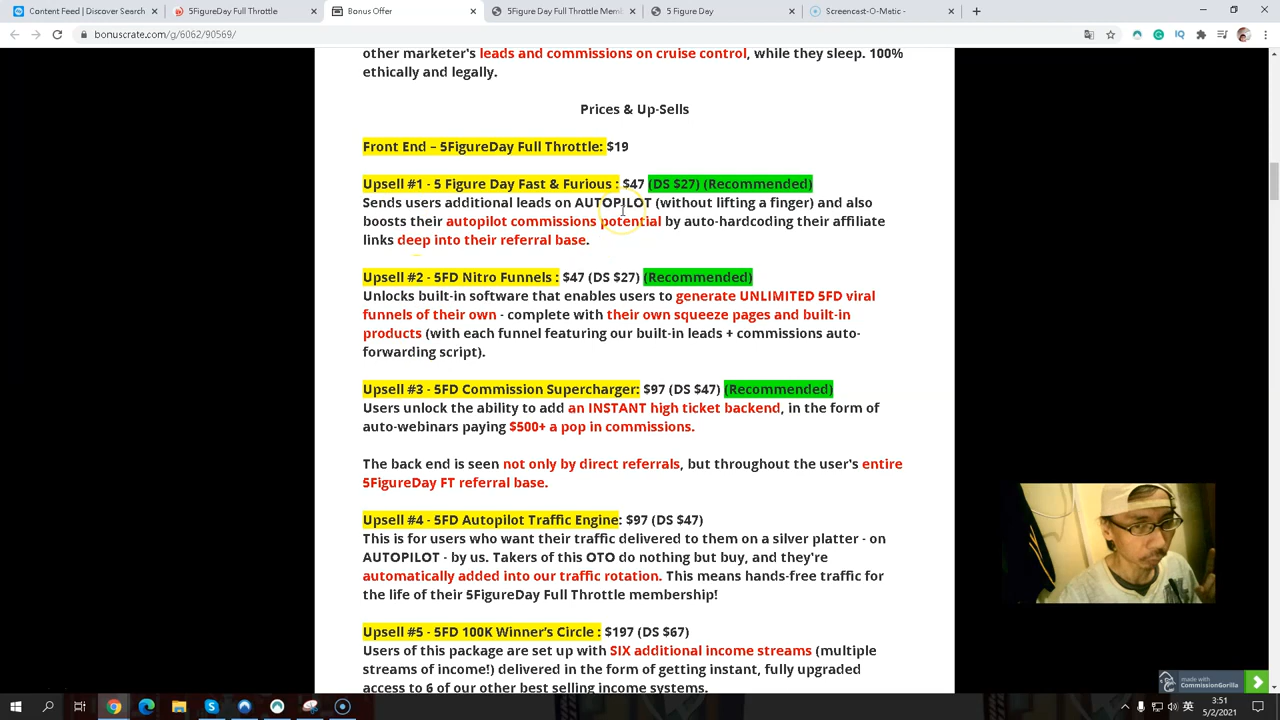 Content Feed | Discover Search
5FigureDay Full Throttle
Bonus Offer
5Figure Day Full Throttle Mem
5 Figure Day
Screencast-O-Matic -
bonuscrate.com/g/6062/90569/
other marketer's leads and commissions on cruise control, while they sleep. 100%
ethically and legally.
Prices & Up-Sells
Front End – 5FigureDay Full Throttle: $19
Upsell #1 - 5 Figure Day Fast & Furious : $47 (DS $27) (Recommended)
Sends users additional leads on AUTOPILOT (without lifting a finger) and also
boosts their autopilot commissions potential by auto-hardcoding their affiliate
links deep into their referral base.
Upsell #2 - 5FD Nitro Funnels : $47 (DS $27) (Recommended)
Unlocks built-in software that enables users to generate UNLIMITED 5FD viral
funnels of their own - complete with their own squeeze pages and built-in
products (with each funnel featuring our built-in leads + commissions auto-
forwarding script).
Upsell #3 - 5FD Commission Supercharger: $97 (DS $47) (Recommended)
Users unlock the ability to add an INSTANT high ticket backend, in the form of
auto-webinars paying $500+ a pop in commissions.
The back end is seen not only by direct referrals, but throughout the user's entire
5FigureDay FT referral base.
Upsell #4 - 5FD Autopilot Traffic Engine: $97 (DS $47)
This is for users who want their traffic delivered to them on a silver platter - on
AUTOPILOT - by us. Takers of this OTO do nothing but buy, and they're
automatically added into our traffic rotation. This means hands-free traffic for
the life of their 5FigureDay Full Throttle membership!
Upsell #5 - 5FD 100K Winner's Circle : $197 (DS $67)
Users of this package are set up with SIX additional income streams (multiple
streams of income!) delivered in the form of getting instant, fully upgraded
access to 6 of our other best selling income systems.
made with
CommissionGorilla
英
3:51
5/2/2021